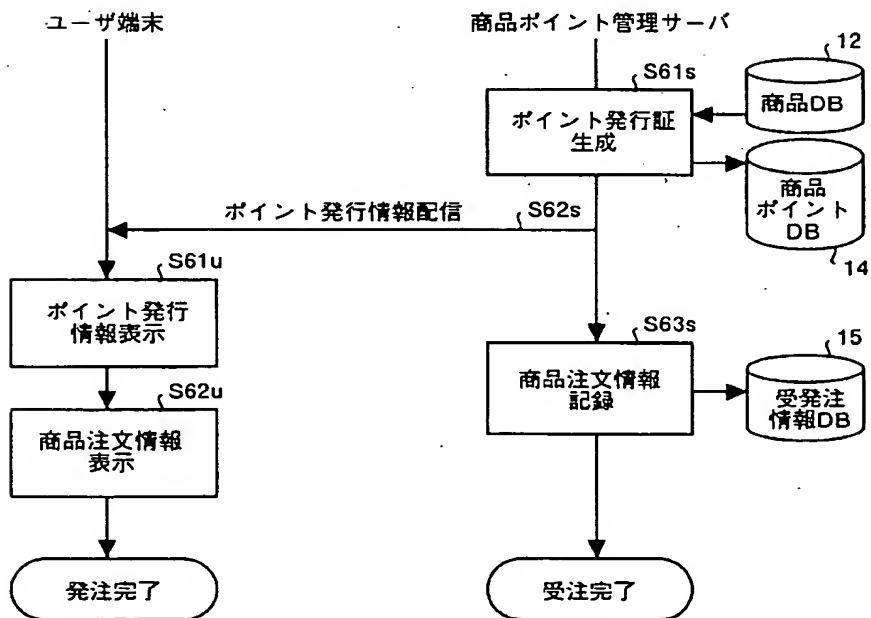 ユーザ端末
商品ポイント管理サーバ
12
S61s
商品DB
ポイント発行証
生成
商品
ポイント
DB
ポイント発行情報配信
S62s
14
S61u
ポイント発行
情報表示
S63s
15
商品注文情報
記録
受発注
情報DB
S62u
商品注文情報
表示
発注完了
受注完了